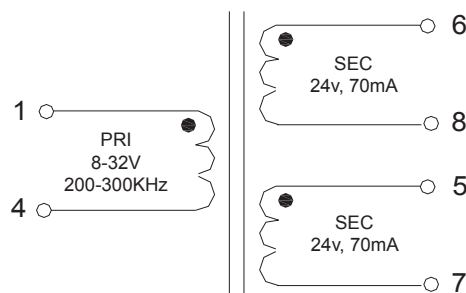 1
4
PRI
8-32V
200-300KHz
6
SEC
24v, 70mA
8
5
SEC
24v, 70mA
7